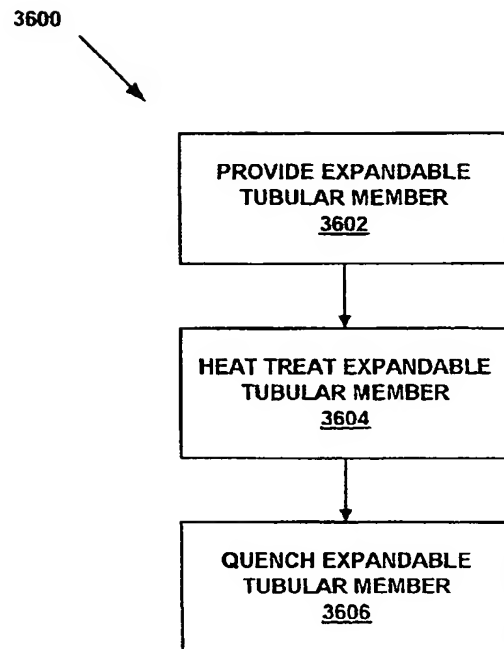 3600
PROVIDE EXPANDABLE
TUBULAR MEMBER
3602
HEAT TREAT EXPANDABLE
TUBULAR MEMBER
3604
QUENCH EXPANDABLE
TUBULAR MEMBER
3606